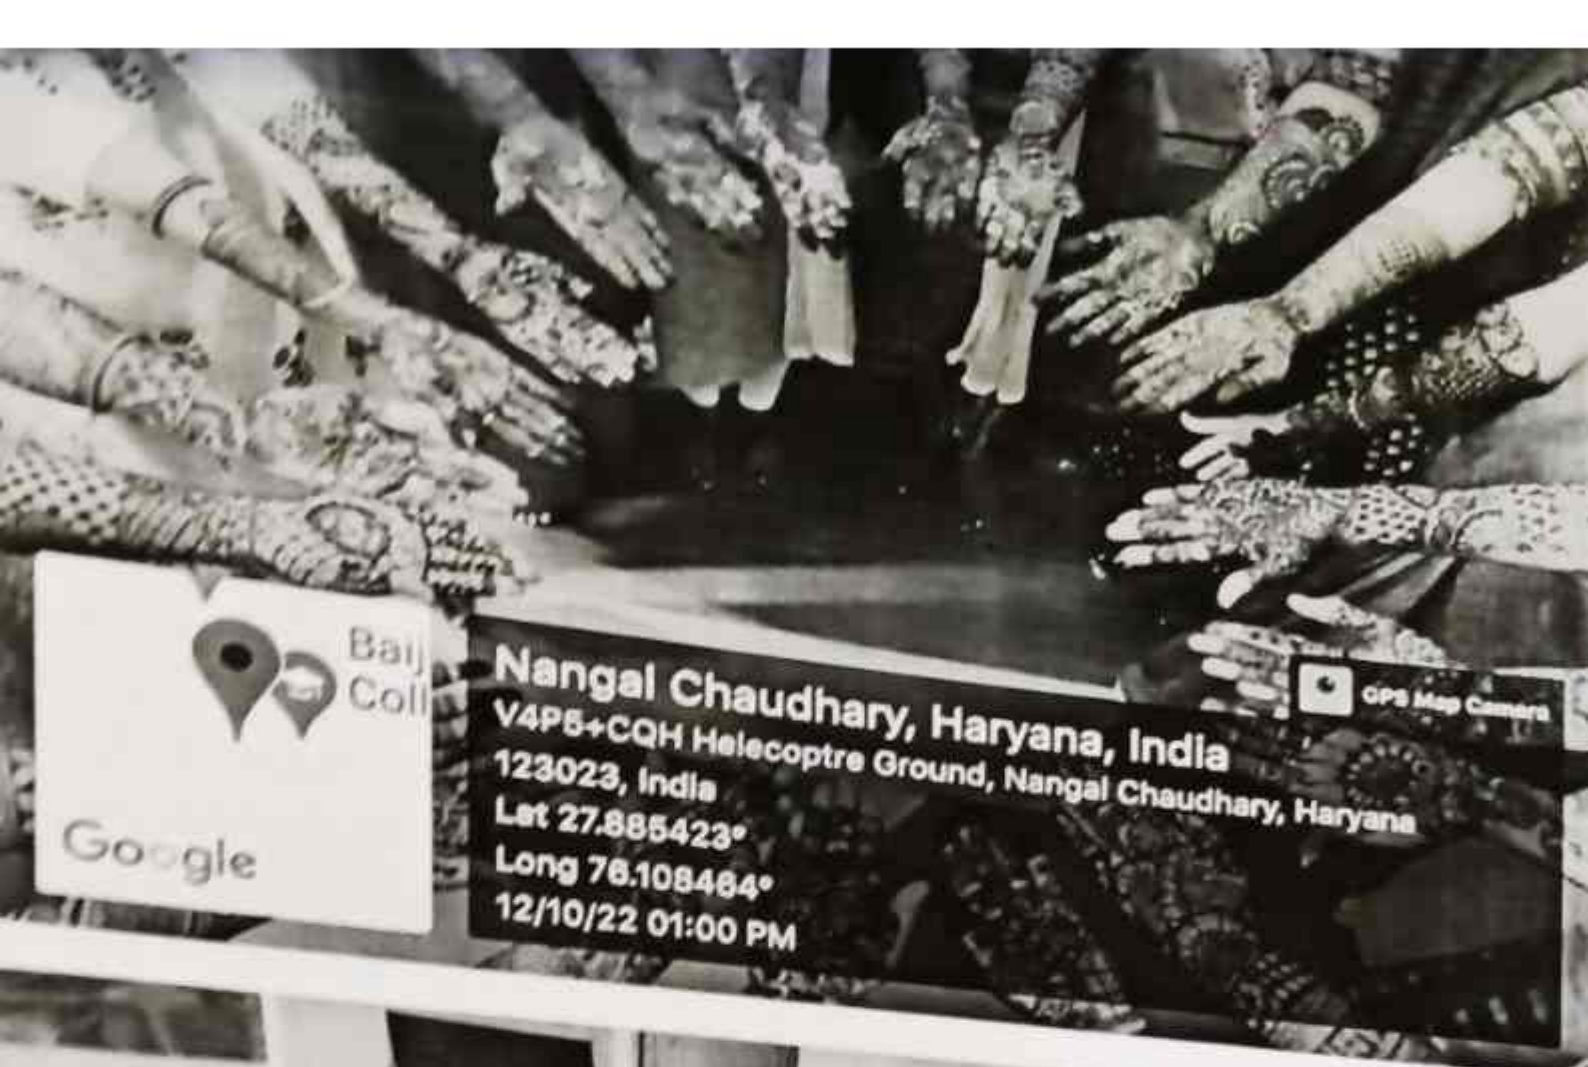 Baij
Coll
Google
GPS Map Camera
Nangal Chaudhary, Haryana, India
V4P5+CQH Helecoptre Ground, Nangal Chaudhary, Haryana
123023, India
Lat 27.885423°
Long 76.108464°
12/10/22 01:00 PM